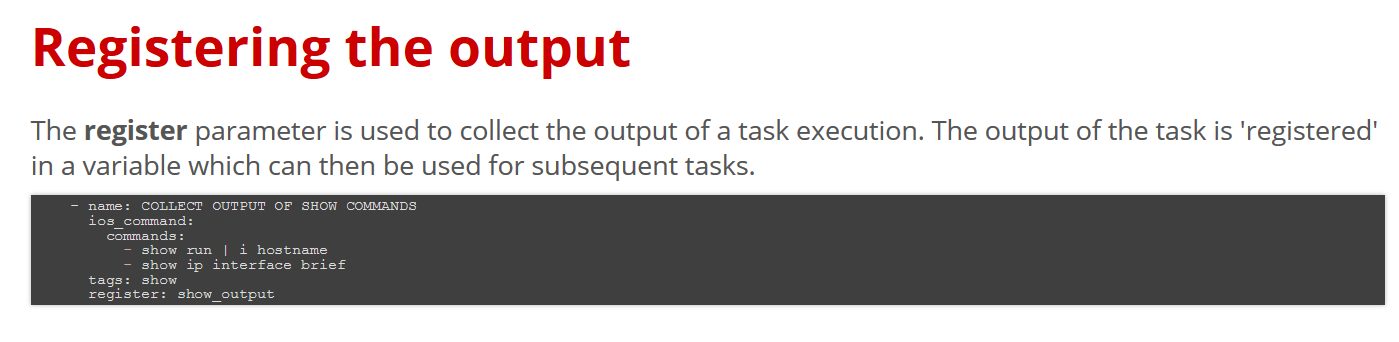 Registering the output
The register parameter is used to collect the output of a task execution. The output of the task is 'registered'
in a variable which can then be used for subsequent tasks.
- name: COLLECT OUTPUT OF SHOW COMMANDS
  ios_command:
    commands:
      - show run | i hostname
      - show ip interface brief
  tags: show
  register: show_output